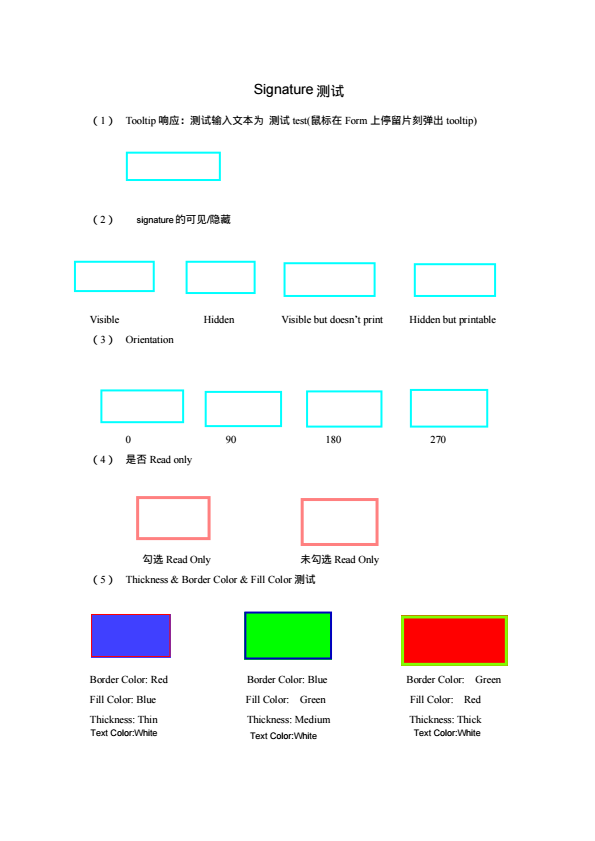 Signature 测试
（1） Tooltip 响应：测试输入文本为 测试 test(鼠标在 Form 上停留片刻弹出 tooltip)
（2） signature 的可见/隐藏
Visible Hidden Visible but doesn’t print Hidden but printable
（3） Orientation
0 90 180 270
（4） 是否 Read only
勾选 Read Only 未勾选 Read Only
（5） Thickness & Border Color & Fill Color 测试
Border Color: Red Border Color: Blue Border Color: Green
Fill Color: Blue Fill Color: Green Fill Color: Red
Thickness: Thin Thickness: Medium Thickness: Thick
Text Color:White Text Color:White Text Color:White